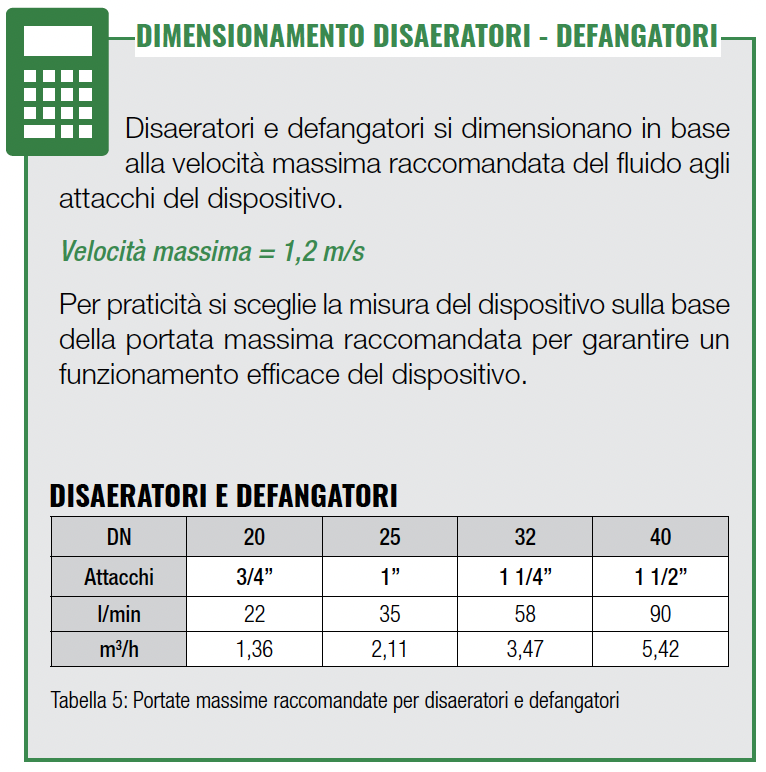 DIMENSIONAMENTO DISAERATORI - DEFANGATORI
Disaeratori e defangatori si dimensionano in base
alla velocità massima raccomandata del fluido agli
attacchi del dispositivo.
Velocità massima = 1,2 m/s
Per praticità si sceglie la misura del dispositivo sulla base
della portata massima raccomandata per garantire un
funzionamento efficace del dispositivo.
DISAERATORI E DEFANGATORI
DN 20 25 32 40
Attacchi 3/4” 1” 1 1/4” 1 1/2”
l/min 22 35 58 90
m³/h 1,36 2,11 3,47 5,42
Tabella 5: Portate massime raccomandate per disaeratori e defangatori